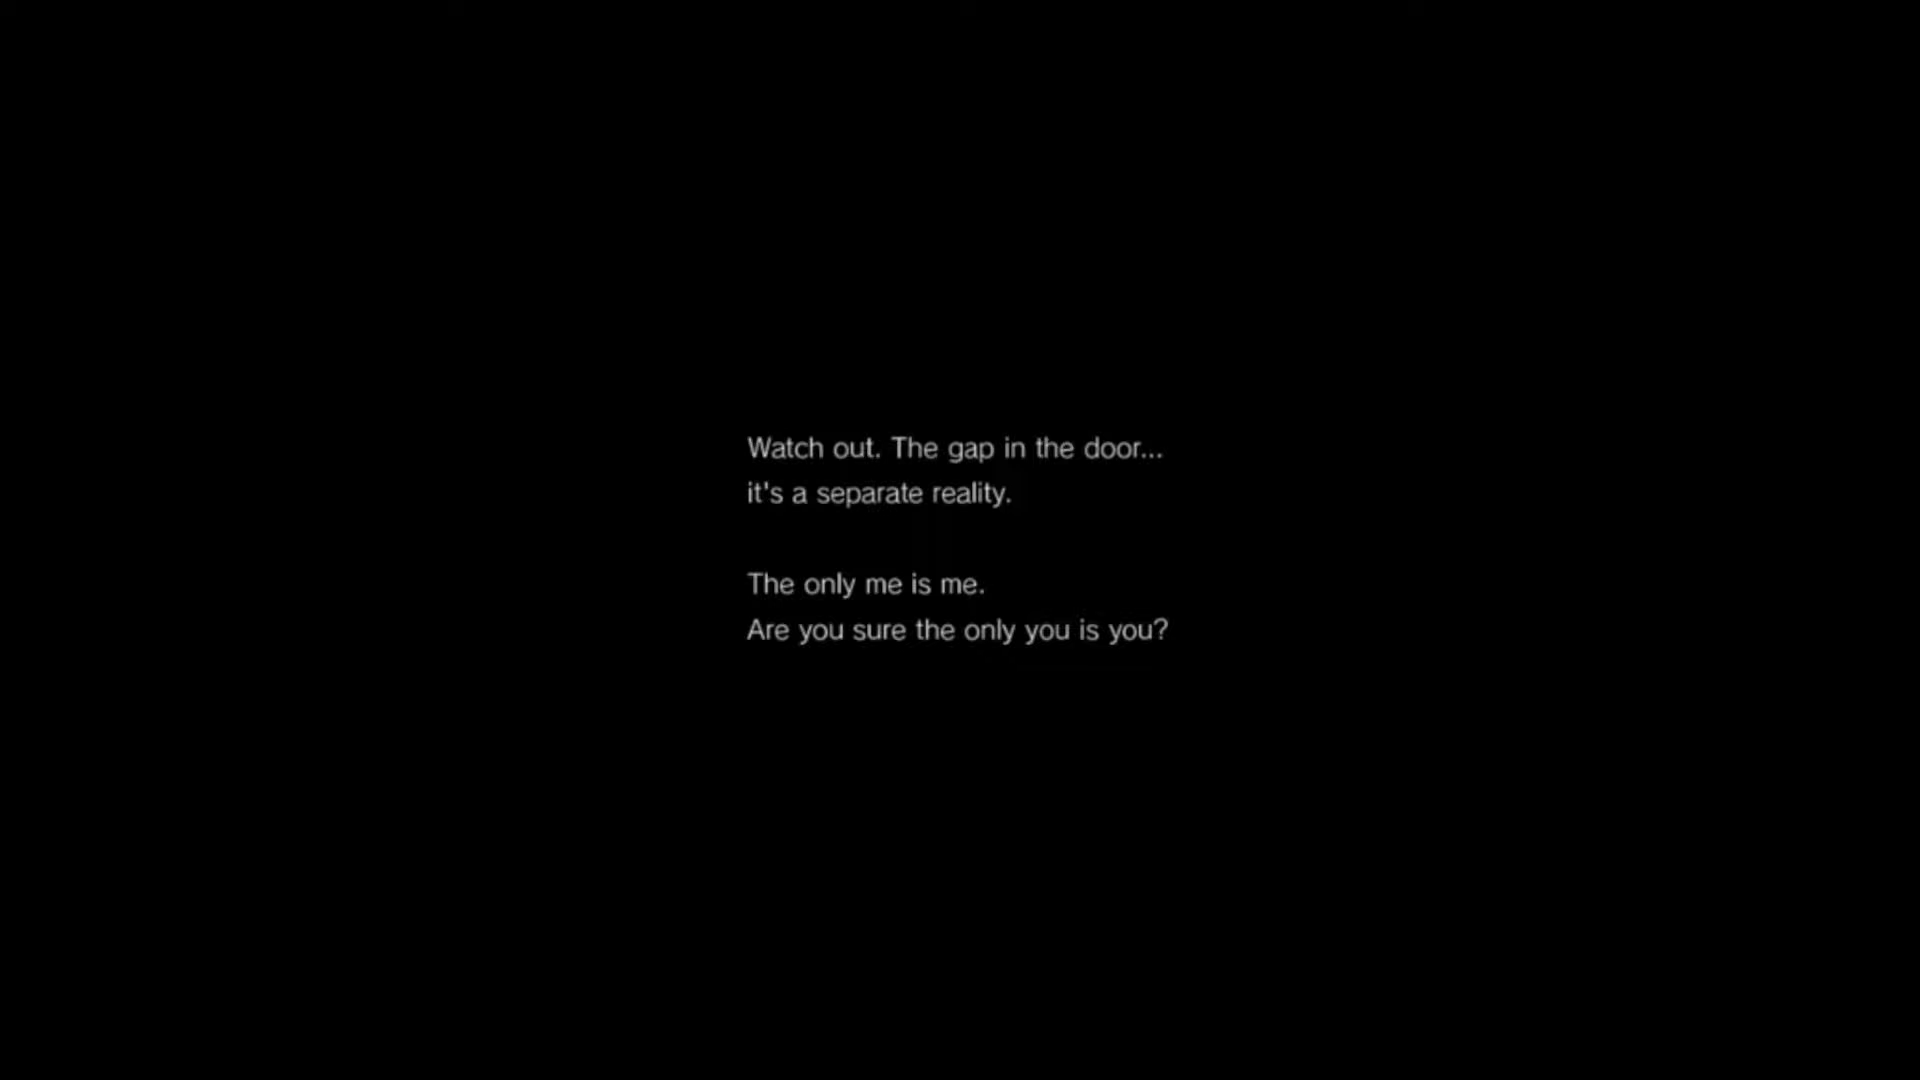 Watch out. The gap in the door...
it's a separate reality.
The only me is me.
Are you sure the only you is you?